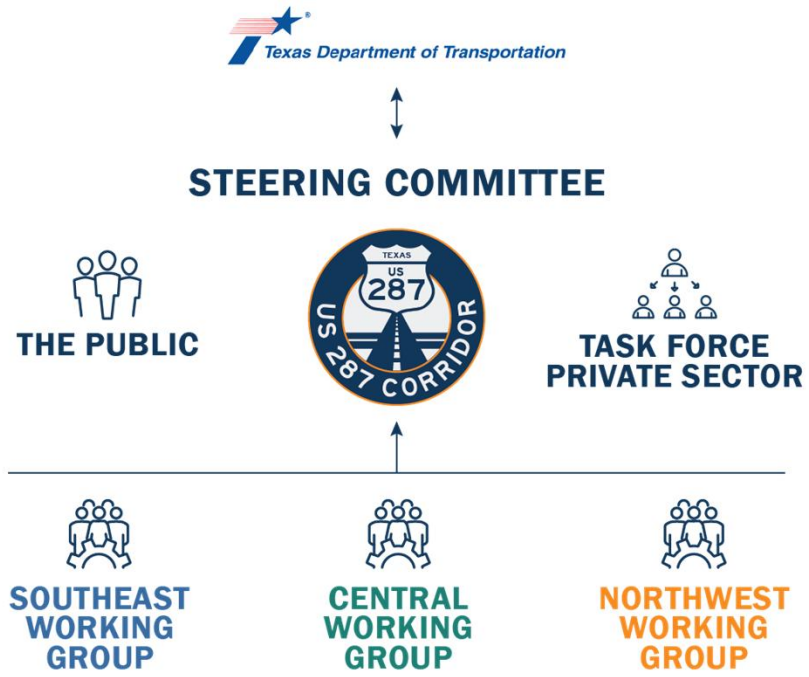 ®
Texas Department of Transportation
STEERING COMMITTEE
THE PUBLIC
TEXAS
US
287
US 287 CORRIDOR
TASK FORCE
PRIVATE SECTOR
SOUTHEAST
WORKING
GROUP
CENTRAL
WORKING
GROUP
NORTHWEST
WORKING
GROUP